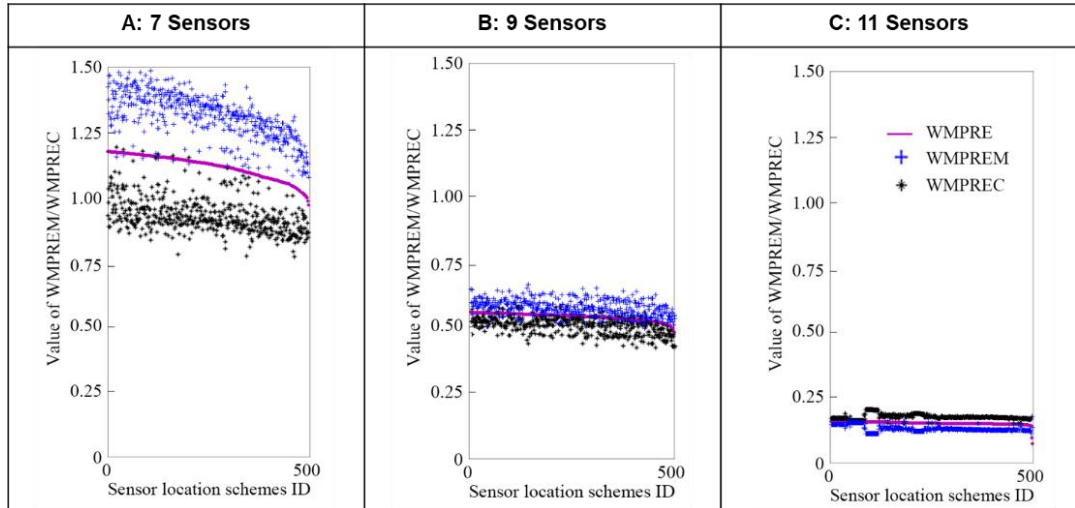 A: 7 Sensors
B: 9 Sensors
C: 11 Sensors
Value of WMPREM/WMPREC
1.50
1.25
1.00
0.75
0.50
0.25
0
0
500
Sensor location schemes ID
Value of WMPREM/WMPREC
1.50
1.25
1.00
0.75
0.50
0.25
0
0
500
Sensor location schemes ID
Value of WMPREM/WMPREC
1.50
1.25
1.00
0.75
0.50
0.25
0
0
500
Sensor location schemes ID
WMPRE
WMPREM
WMPREC